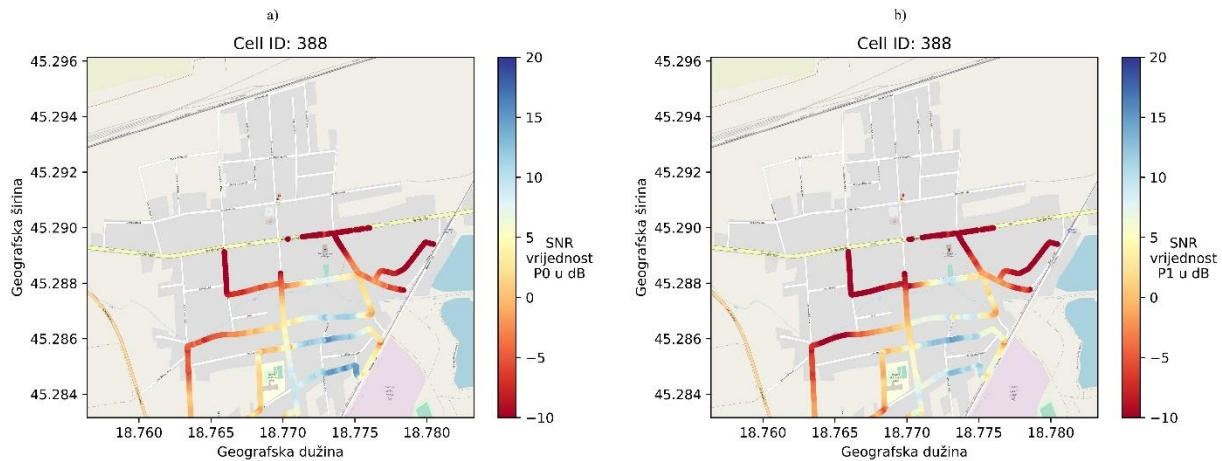 a)
Cell ID: 388
45.296
45.294
45.292
45.290
45.288
45.286
45.284
18.760 18.765 18.770 18.775 18.780
Geografska širina
Geografska dužina
20
15
10
5
0
−5
−10
SNR
vrijednost
P0 u dB
b)
Cell ID: 388
45.296
45.294
45.292
45.290
45.288
45.286
45.284
18.760 18.765 18.770 18.775 18.780
Geografska širina
Geografska dužina
20
15
10
5
0
−5
−10
SNR
vrijednost
P1 u dB